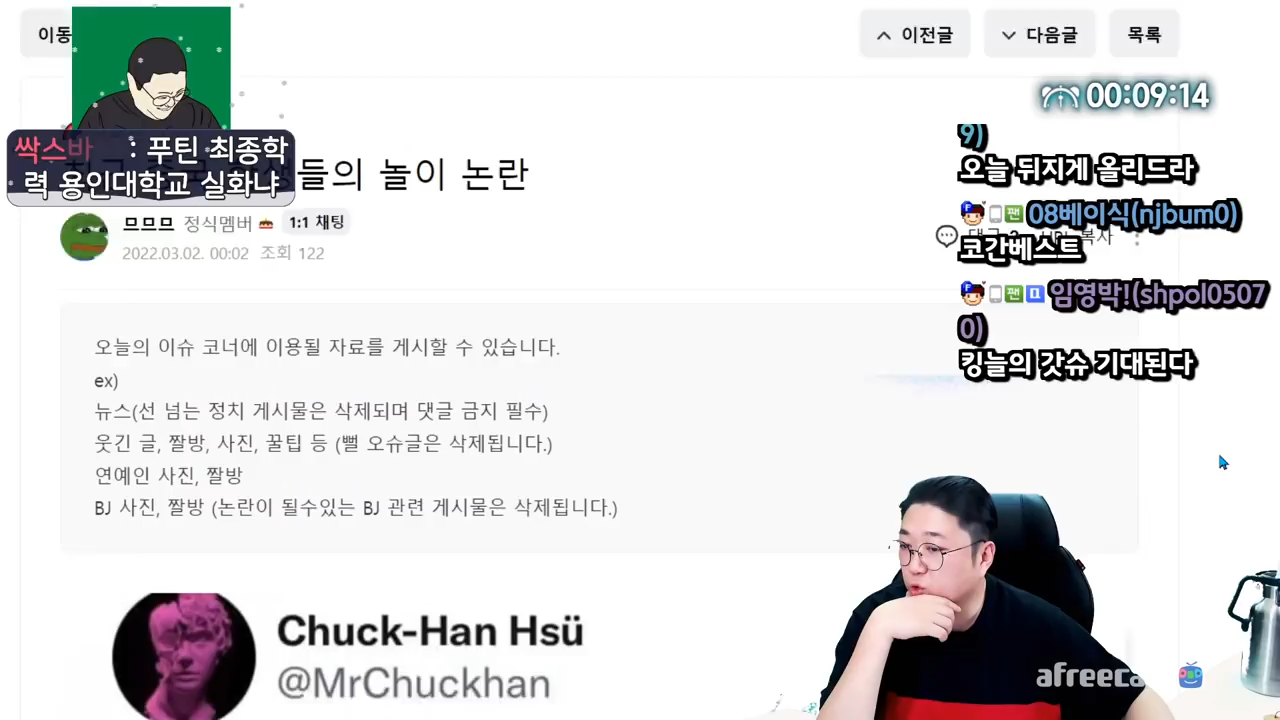 이동
이전글
다음글
목록
00:09:14
싹스바 : 푸틴 최종학
력 용인대학교 실화냐
들의 놀이 논란
ㅁㅁㅁ 정식멤버 1:1 채팅
2022.03.02. 00:02 조회 122
9)
오늘 뒤지게 올리드라
팬 08베이식(njbum0)
코간베스트
팬 임영박!(shpol0507
0)
킹늘의 갓슈 기대된다
오늘의 이슈 코너에 이용될 자료를 게시할 수 있습니다.
ex)
뉴스(선 넘는 정치 게시물은 삭제되며 댓글 금지 필수)
웃긴 글, 짤방, 사진, 꿀팁 등 (뻘 오슈글은 삭제됩니다.)
연예인 사진, 짤방
BJ 사진, 짤방 (논란이 될수있는 BJ 관련 게시물은 삭제됩니다.)
Chuck-Han Hsü
@MrChuckhan
afreeca